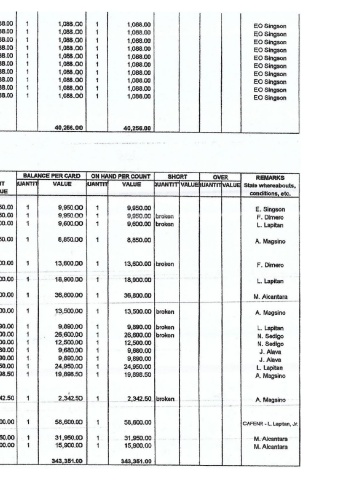 88.00 1 1,088.00 1 1,088.00 EO Singson
88.00 1 1,088.00 1 1,088.00 EO Singson
88.00 1 1,088.00 1 1,088.00 EO Singson
88.00 1 1,088.00 1 1,088.00 EO Singson
88.00 1 1,088.00 1 1,088.00 EO Singson
88.00 1 1,088.00 1 1,088.00 EO Singson
88.00 1 1,088.00 1 1,088.00 EO Singson
88.00 1 1,088.00 1 1,088.00 EO Singson
88.00 1 1,088.00 1 1,088.00 EO Singson
88.00 1 1,088.00 1 1,088.00 EO Singson
40,256.00 40,256.00
BALANCE PER CARD ON HAND PER COUNT SHORT OVER REMARKS
UANTIT VALUE UANTIT VALUE QUANTIT VALUE QUANTIT VALUE State whereabouts,
UE conditions, etc.
50.00 1 9,950.00 1 9,950.00 E. Singson
50.00 1 9,950.00 1 9,950.00 broken F. Dimero
00.00 1 9,600.00 1 9,600.00 broken L. Lapitan
50.00 1 8,850.00 1 8,850.00 A. Magsino
00.00 1 13,800.00 1 13,800.00 broken F. Dimero
00.00 1 18,900.00 1 18,900.00 L. Lapitan
00.00 1 36,800.00 1 36,800.00 M. Alcantara
00.00 1 13,500.00 1 13,500.00 broken A. Magsino
90.00 1 9,890.00 1 9,890.00 broken L. Lapitan
00.00 1 26,600.00 1 26,600.00 broken N. Sedigo
00.00 1 12,500.00 1 12,500.00 N. Sedigo
80.00 1 9,680.00 1 9,680.00 J. Alava
90.00 1 9,890.00 1 9,890.00 J. Alava
50.00 1 24,950.00 1 24,950.00 L. Lapitan
98.50 1 19,898.50 1 19,898.50 A. Magsino
42.50 1 2,342.50 1 2,342.50 broken A. Magsino
00.00 1 58,600.00 1 58,600.00 CAFENR - L. Lapitan, Jr.
50.00 1 31,950.00 1 31,950.00 M. Alcantara
00.00 1 15,900.00 1 15,900.00 M. Alcantara
343,351.00 343,351.00